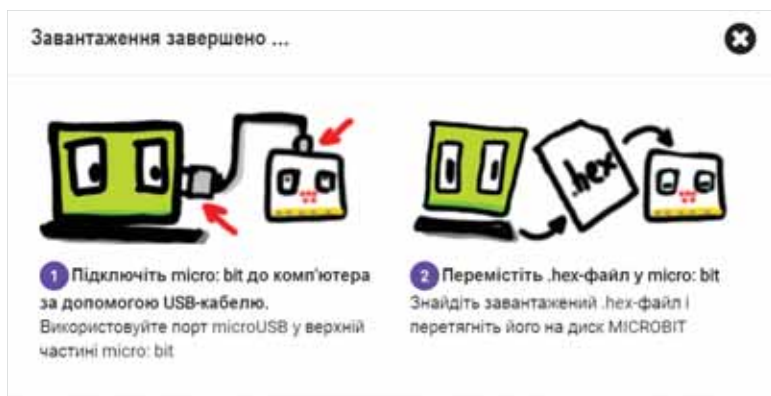 Завантаження завершено ...
.hex
1 Підключіть micro: bit до комп'ютера
за допомогою USB-кабелю.
Використовуйте порт microUSB у верхній
частині micro: bit
2 Перемістіть .hex-файл у micro: bit
Знайдіть завантажений .hex-файл і
перетягніть його на диск MICROBIT